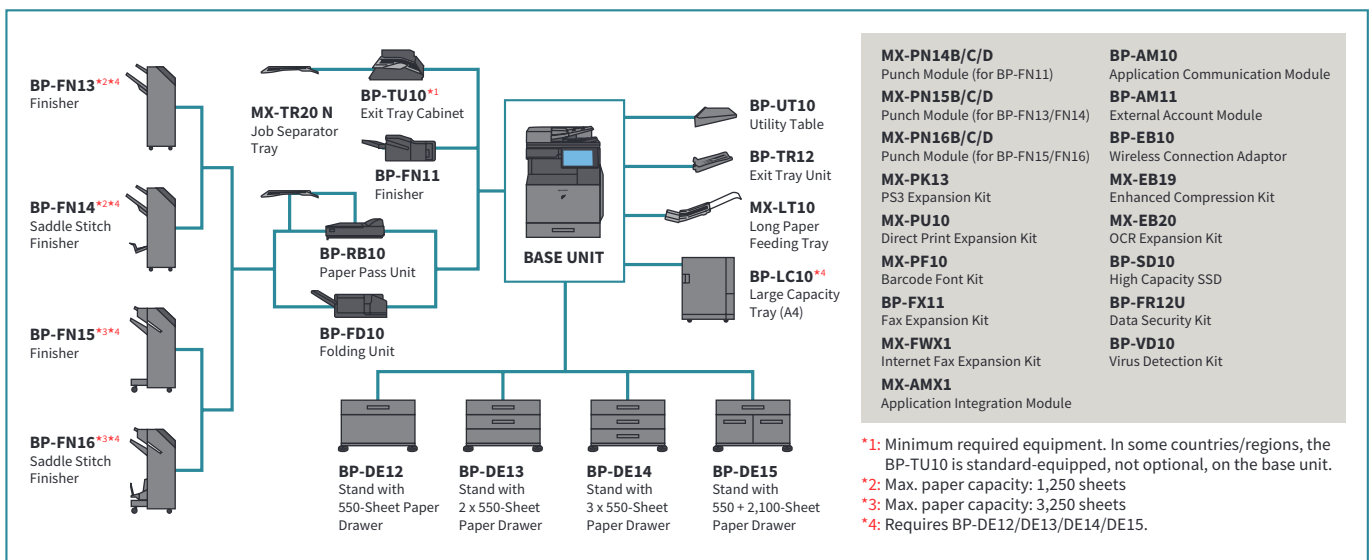 BP-FN13*2*4
Finisher
BP-FN14*2*4
Saddle Stitch
Finisher
BP-FN15*3*4
Finisher
BP-FN16*3*4
Saddle Stitch
Finisher
MX-TR20 N
Job Separator
Tray
BP-TU10*1
Exit Tray Cabinet
BP-FN11
Finisher
BP-RB10
Paper Pass Unit
BP-FD10
Folding Unit
BASE UNIT
BP-UT10
Utility Table
BP-TR12
Exit Tray Unit
MX-LT10
Long Paper
Feeding Tray
BP-LC10*4
Large Capacity
Tray (A4)
BP-DE12
Stand with
550-Sheet Paper
Drawer
BP-DE13
Stand with
2 x 550-Sheet
Paper Drawer
BP-DE14
Stand with
3 x 550-Sheet
Paper Drawer
BP-DE15
Stand with
550 + 2,100-Sheet
Paper Drawer
MX-PN14B/C/D
Punch Module (for BP-FN11)
MX-PN15B/C/D
Punch Module (for BP-FN13/FN14)
MX-PN16B/C/D
Punch Module (for BP-FN15/FN16)
MX-PK13
PS3 Expansion Kit
MX-PU10
Direct Print Expansion Kit
MX-PF10
Barcode Font Kit
BP-FX11
Fax Expansion Kit
MX-FWX1
Internet Fax Expansion Kit
MX-AMX1
Application Integration Module
BP-AM10
Application Communication Module
BP-AM11
External Account Module
BP-EB10
Wireless Connection Adaptor
MX-EB19
Enhanced Compression Kit
MX-EB20
OCR Expansion Kit
BP-SD10
High Capacity SSD
BP-FR12U
Data Security Kit
BP-VD10
Virus Detection Kit
*1: Minimum required equipment. In some countries/regions, the
BP-TU10 is standard-equipped, not optional, on the base unit.
*2: Max. paper capacity: 1,250 sheets
*3: Max. paper capacity: 3,250 sheets
*4: Requires BP-DE12/DE13/DE14/DE15.